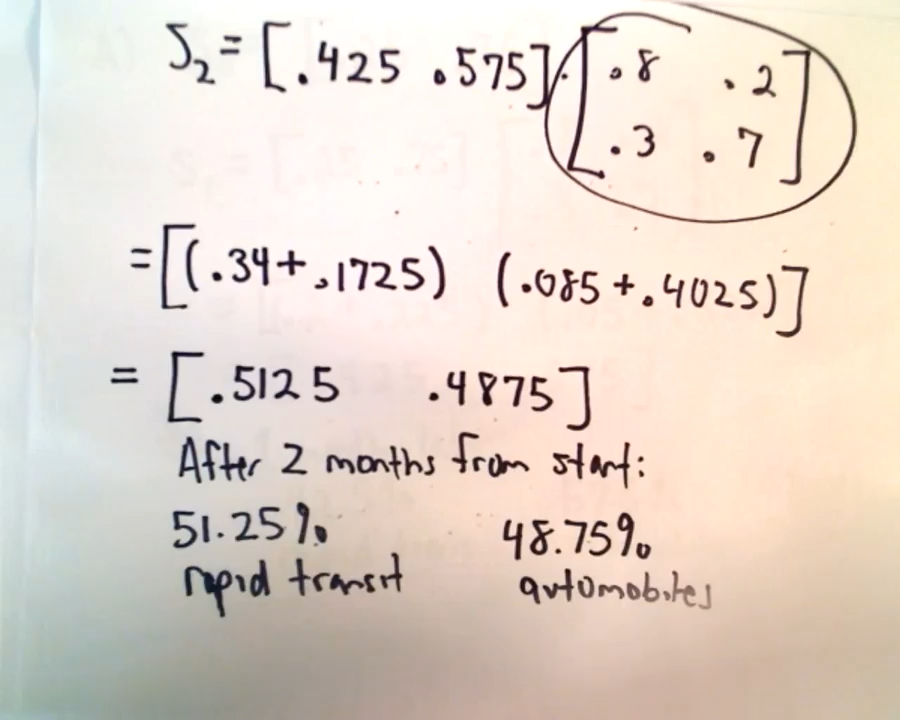 S₂ = [.425 .575] · [.8 .2
.3 .7]
= [(.34 + .1725) (.085 + .4025)]
= [.5125 .4875]
After 2 months from start:
51.25% 48.75%
rapid transit automobiles